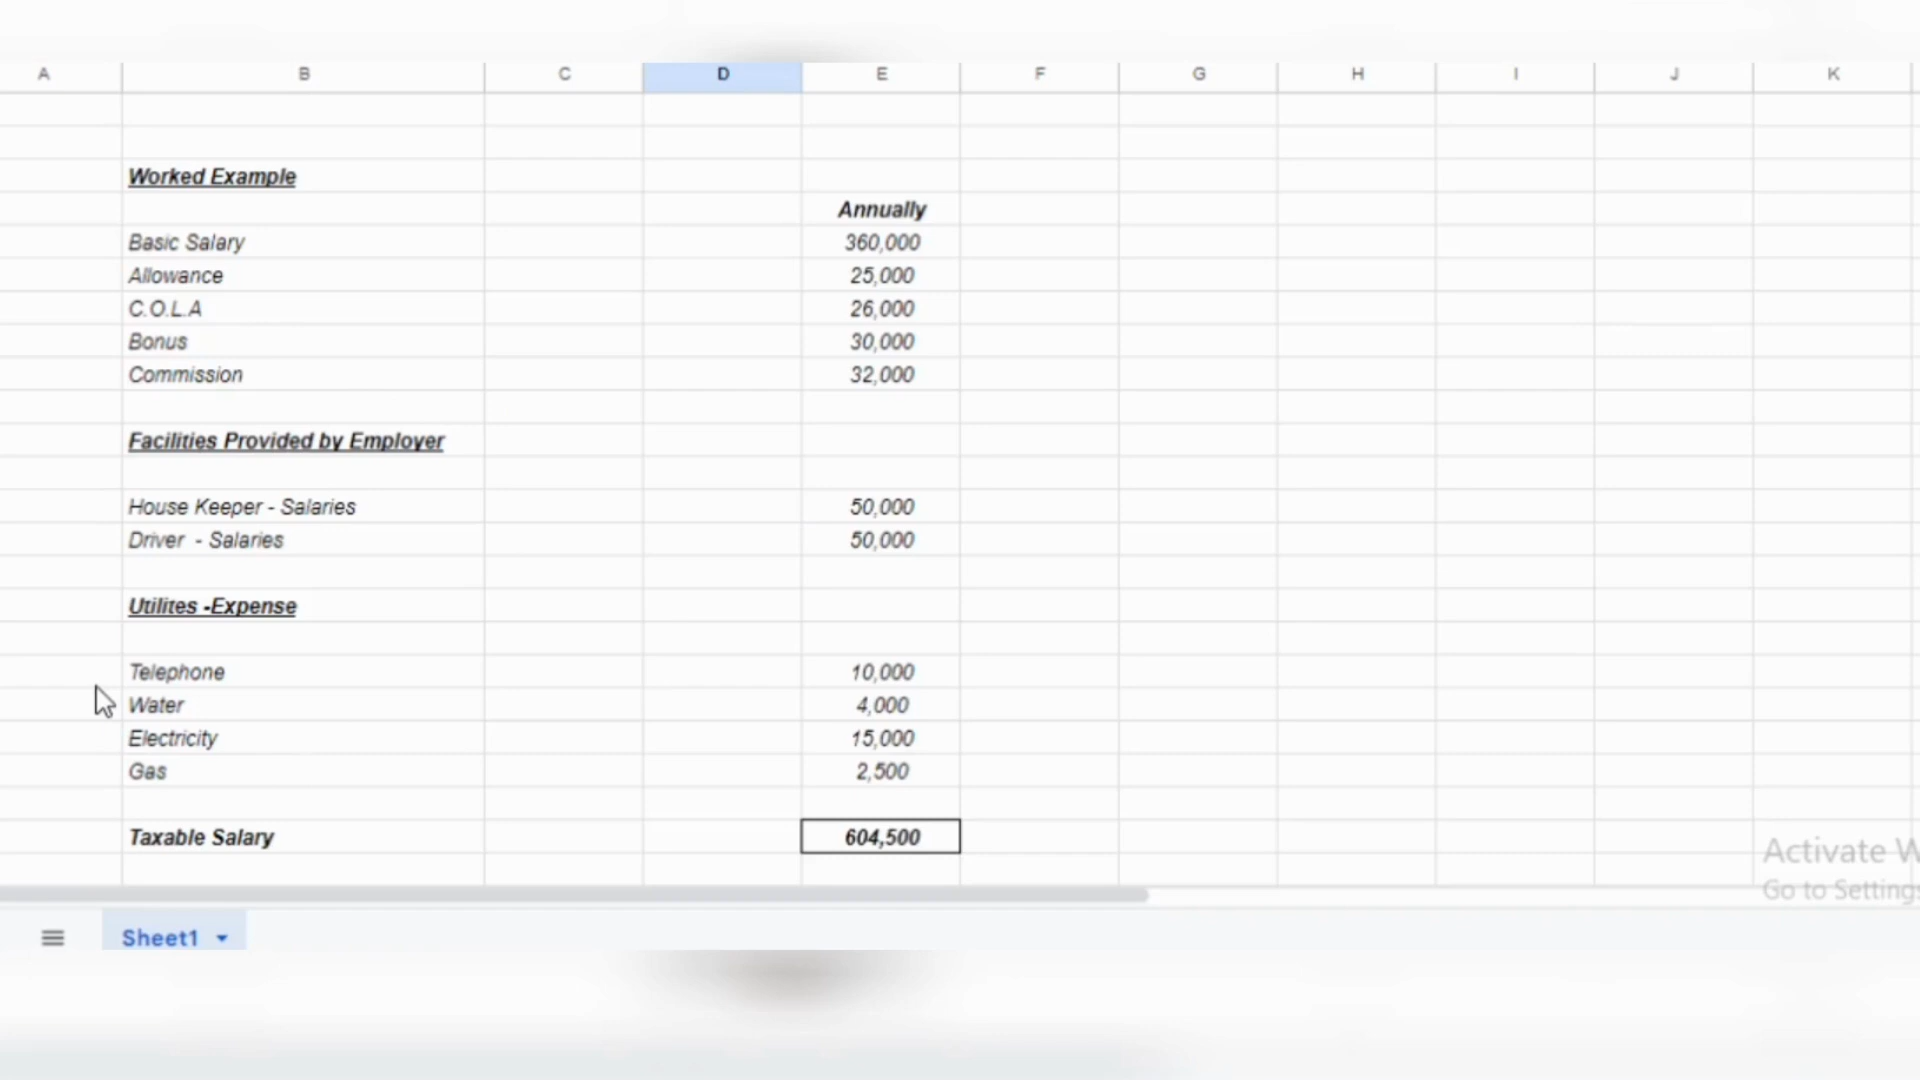 A B C D E F G H I J K
Worked Example
Annually
Basic Salary 360,000
Allowance 25,000
C.O.L.A 26,000
Bonus 30,000
Commission 32,000
Facilities Provided by Employer
House Keeper - Salaries 50,000
Driver - Salaries 50,000
Utilites -Expense
Telephone 10,000
Water 4,000
Electricity 15,000
Gas 2,500
Taxable Salary 604,500
Activate W
Go to Settings
Sheet1